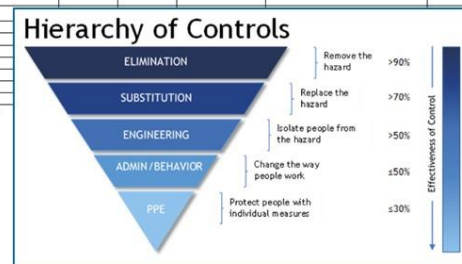 Hierarchy of Controls
ELIMINATION
Remove the
hazard
>90%
SUBSTITUTION
Replace the
hazard
>70%
ENGINEERING
Isolate people from
the hazard
>50%
ADMIN/BEHAVIOR
Change the way
people work
≤50%
PPE
Protect people with
individual measures
≤30%
Effectiveness of Control